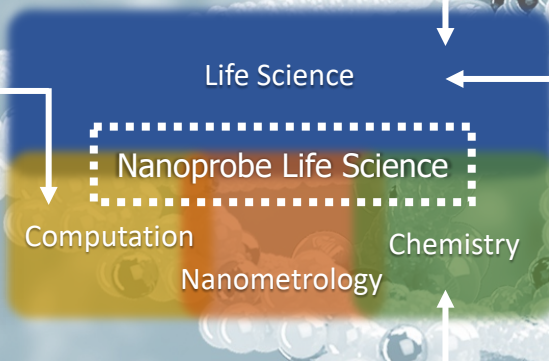 Life Science
Nanoprobe Life Science
Computation
Chemistry
Nanometrology